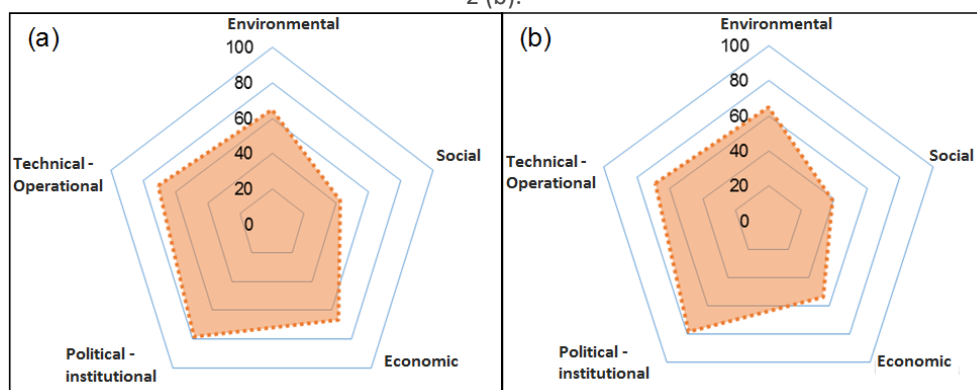 2 (b).
(a)
Environmental
100
80
60
40
20
0
Social
Technical -
Operational
Political -
institutional
Economic
(b)
Environmental
100
80
60
40
20
0
Social
Technical -
Operational
Political -
institutional
Economic